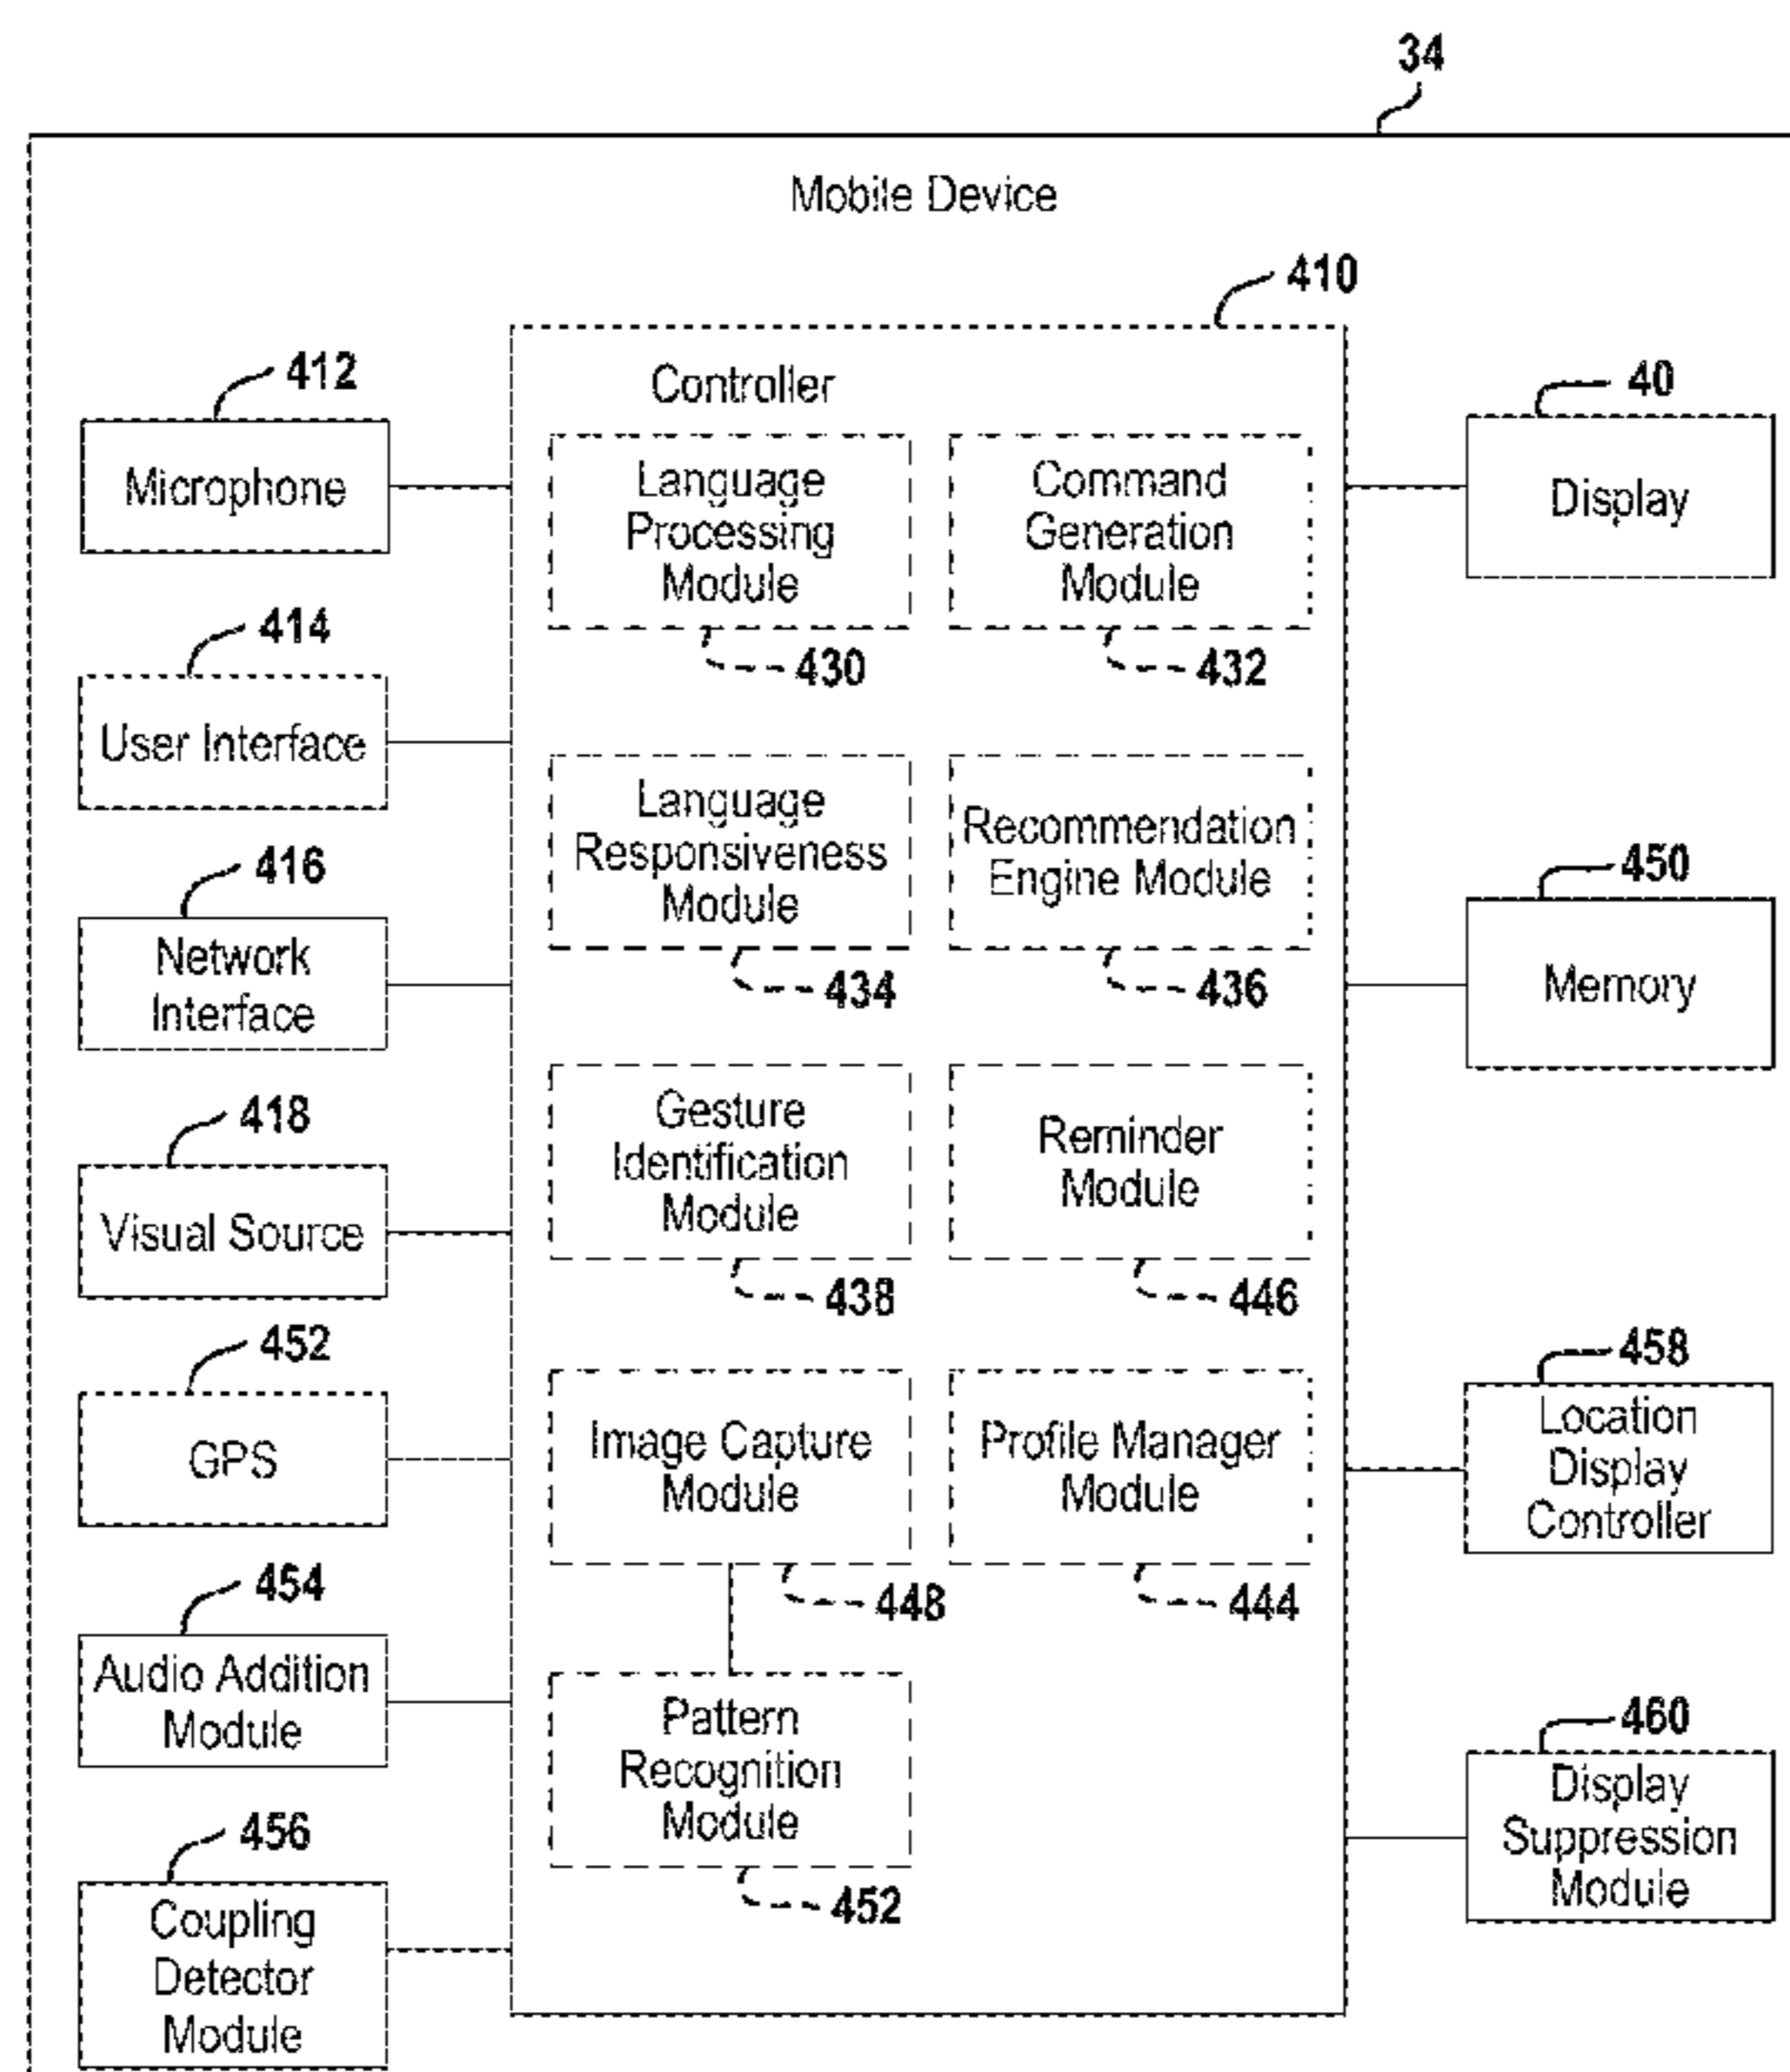 34
Mobile Device
410
412
Controller
40
Microphone
Language
Processing
Module
Command
Generation
Module
Display
414
430
432
User Interface
Language
Responsiveness
Module
Recommendation
Engine Module
450
416
Network
Interface
434
436
Memory
418
Gesture
Identification
Module
Reminder
Module
Visual Source
438
446
452
458
GPS
Image Capture
Module
Profile Manager
Module
Location
Display
Controller
454
448
444
Audio Addition
Module
Pattern
Recognition
Module
460
456
452
Display
Suppression
Module
Coupling
Detector
Module